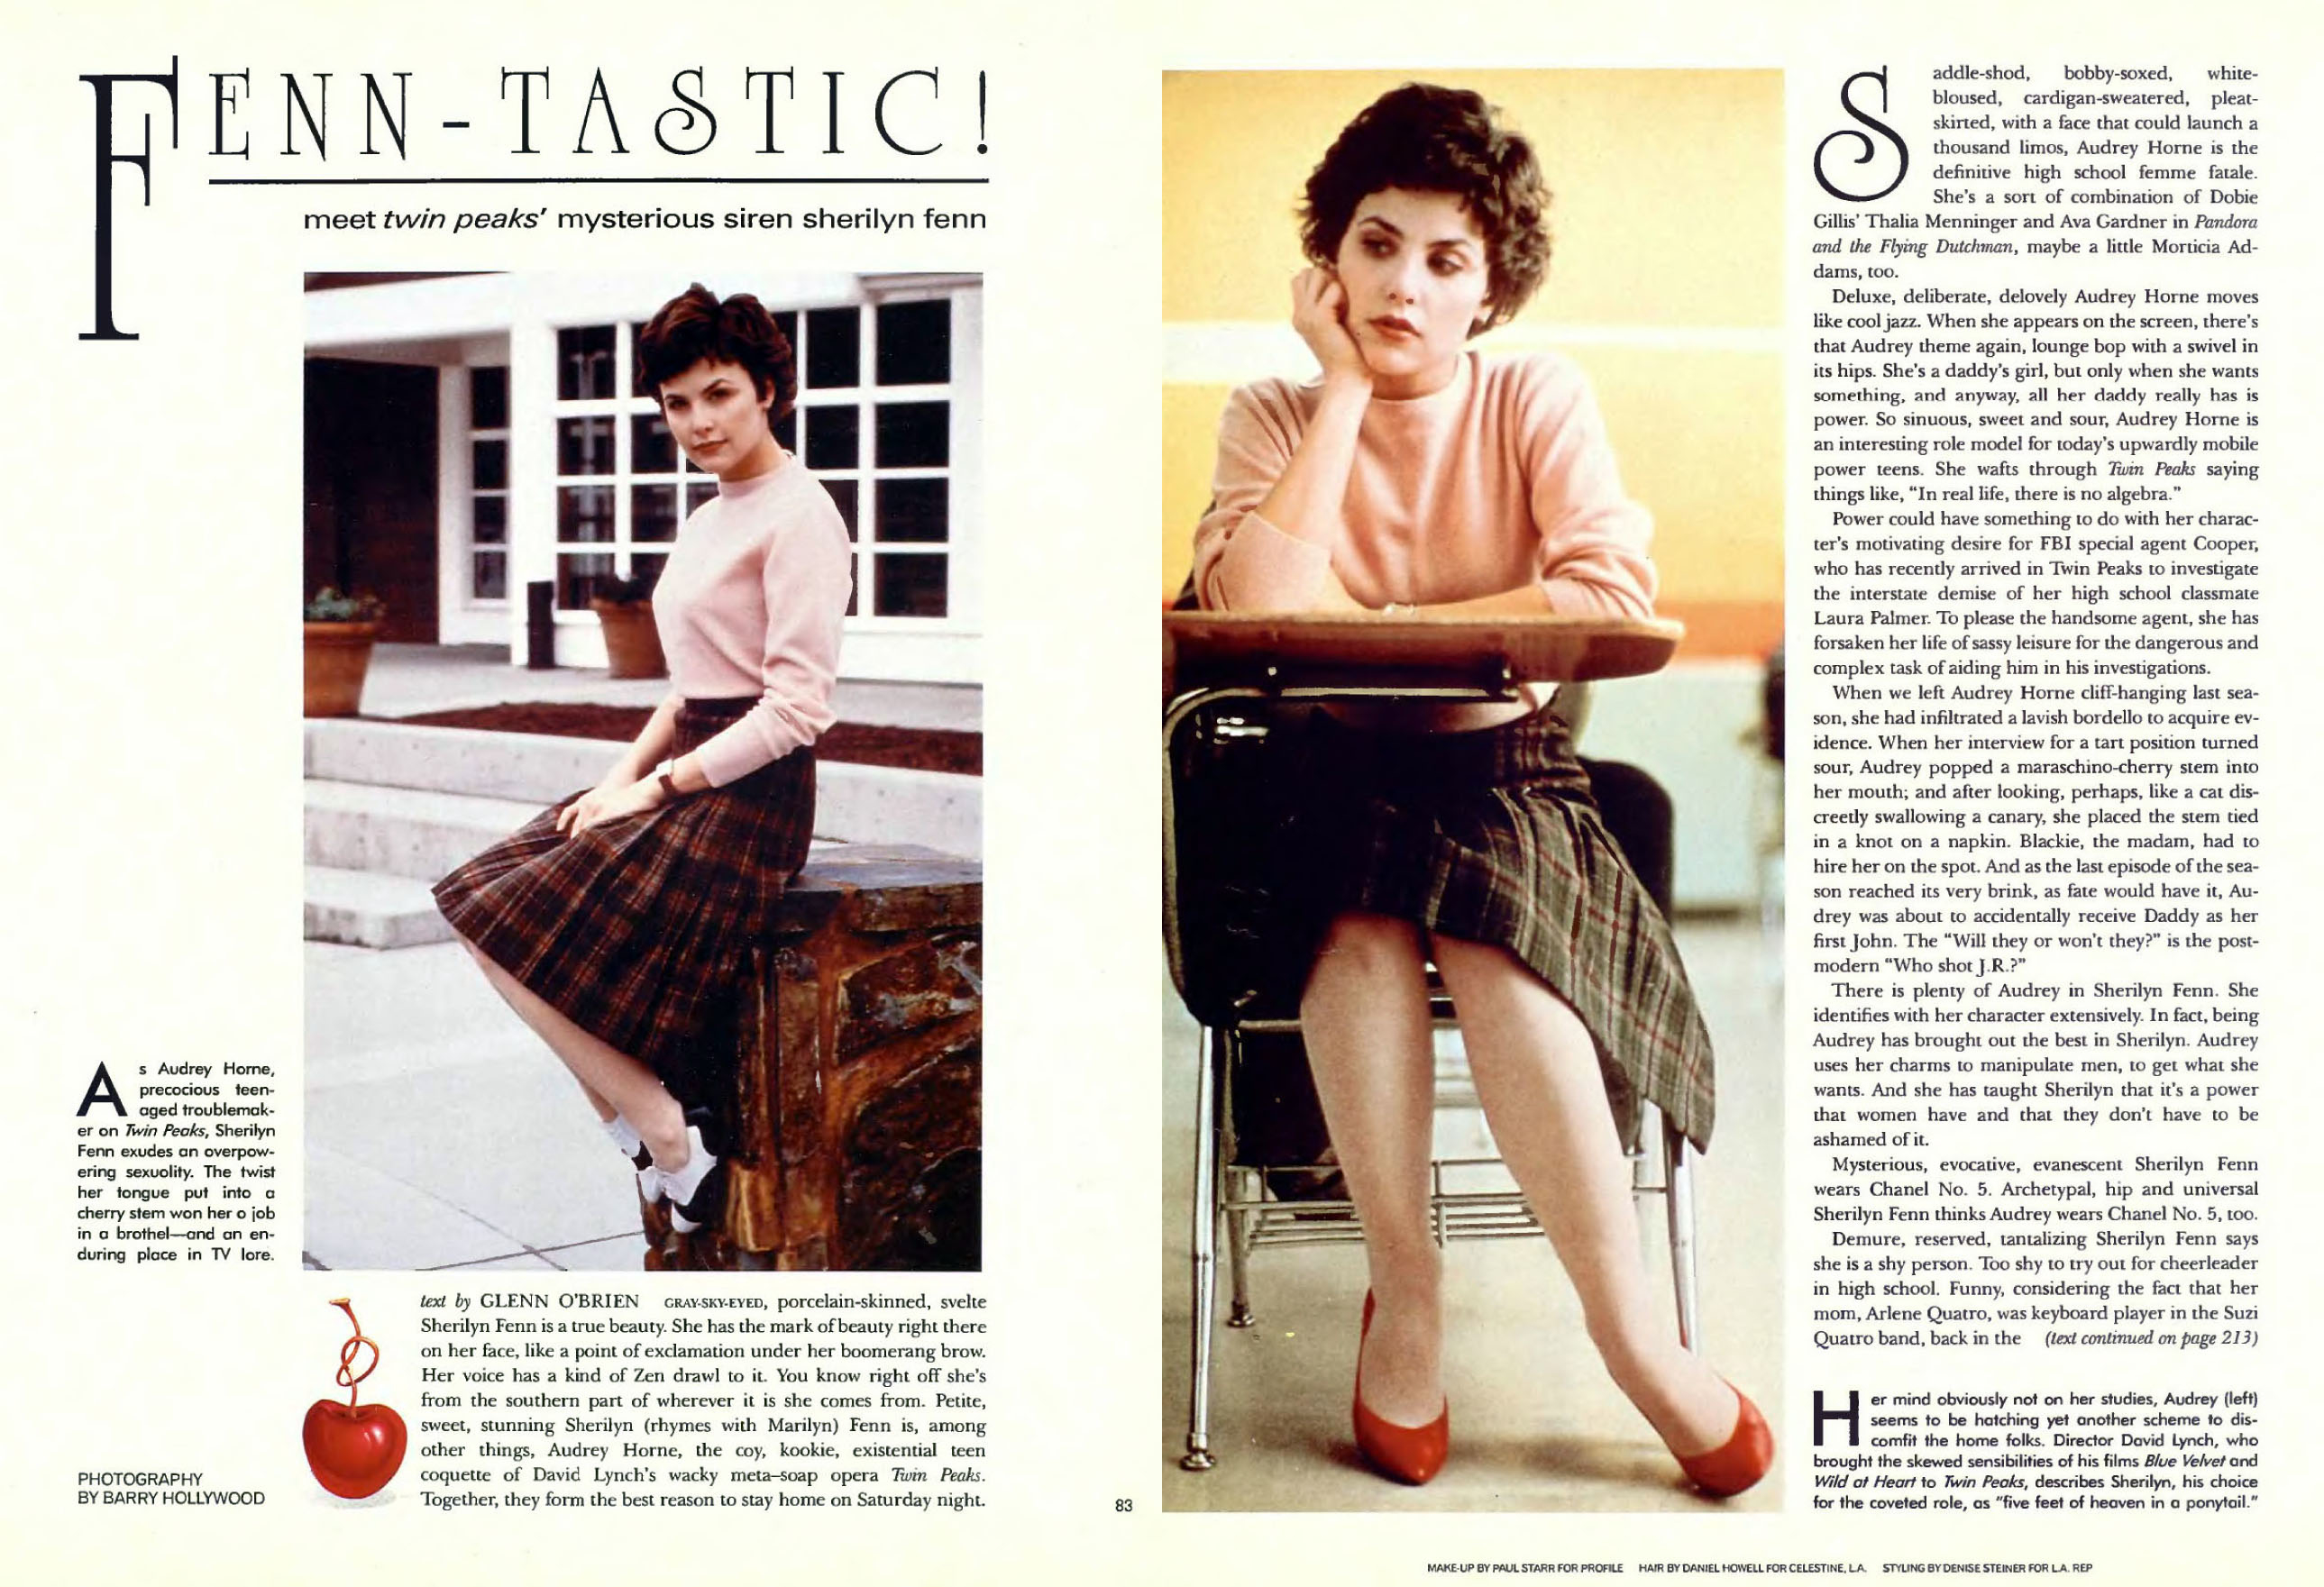 FENN-TASTIC!
meet twin peaks' mysterious siren sherilyn fenn
As Audrey Horne,
precocious teen-
aged troublemak-
er on Twin Peaks, Sherilyn
Fenn exudes an overpow-
ering sexuality. The twist
her tongue put into a
cherry stem won her a job
in a brothel—and an en-
during place in TV lore.
PHOTOGRAPHY
BY BARRY HOLLYWOOD
text by GLENN O'BRIEN GRAY-SKY-EYED, porcelain-skinned, svelte
Sherilyn Fenn is a true beauty. She has the mark of beauty right there
on her face, like a point of exclamation under her boomerang brow.
Her voice has a kind of Zen drawl to it. You know right off she's
from the southern part of wherever it is she comes from. Petite,
sweet, stunning Sherilyn (rhymes with Marilyn) Fenn is, among
other things, Audrey Horne, the coy, kookie, existential teen
coquette of David Lynch's wacky meta–soap opera Twin Peaks.
Together, they form the best reason to stay home on Saturday night.
83
Saddle-shod, bobby-soxed, white-
bloused, cardigan-sweatered, pleat-
skirted, with a face that could launch a
thousand limos, Audrey Horne is the
definitive high school femme fatale.
She's a sort of combination of Dobie
Gillis' Thalia Menninger and Ava Gardner in Pandora
and the Flying Dutchman, maybe a little Morticia Ad-
dams, too.
Deluxe, deliberate, delovely Audrey Horne moves
like cool jazz. When she appears on the screen, there's
that Audrey theme again, lounge bop with a swivel in
its hips. She's a daddy's girl, but only when she wants
something, and anyway, all her daddy really has is
power. So sinuous, sweet and sour, Audrey Horne is
an interesting role model for today's upwardly mobile
power teens. She wafts through Twin Peaks saying
things like, "In real life, there is no algebra."
Power could have something to do with her charac-
ter's motivating desire for FBI special agent Cooper,
who has recently arrived in Twin Peaks to investigate
the interstate demise of her high school classmate
Laura Palmer. To please the handsome agent, she has
forsaken her life of sassy leisure for the dangerous and
complex task of aiding him in his investigations.
When we left Audrey Horne cliff-hanging last sea-
son, she had infiltrated a lavish bordello to acquire ev-
idence. When her interview for a tart position turned
sour, Audrey popped a maraschino-cherry stem into
her mouth; and after looking, perhaps, like a cat dis-
creetly swallowing a canary, she placed the stem tied
in a knot on a napkin. Blackie, the madam, had to
hire her on the spot. And as the last episode of the sea-
son reached its very brink, as fate would have it, Au-
drey was about to accidentally receive Daddy as her
first John. The "Will they or won't they?" is the post-
modern "Who shot J.R.?"
There is plenty of Audrey in Sherilyn Fenn. She
identifies with her character extensively. In fact, being
Audrey has brought out the best in Sherilyn. Audrey
uses her charms to manipulate men, to get what she
wants. And she has taught Sherilyn that it's a power
that women have and that they don't have to be
ashamed of it.
Mysterious, evocative, evanescent Sherilyn Fenn
wears Chanel No. 5. Archetypal, hip and universal
Sherilyn Fenn thinks Audrey wears Chanel No. 5, too.
Demure, reserved, tantalizing Sherilyn Fenn says
she is a shy person. Too shy to try out for cheerleader
in high school. Funny, considering the fact that her
mom, Arlene Quatro, was keyboard player in the Suzi
Quatro band, back in the (text continued on page 213)
Her mind obviously not on her studies, Audrey (left)
seems to be hatching yet another scheme to dis-
comfit the home folks. Director David Lynch, who
brought the skewed sensibilities of his films Blue Velvet and
Wild at Heart to Twin Peaks, describes Sherilyn, his choice
for the coveted role, as "five feet of heaven in a ponytail."
MAKE-UP BY PAUL STARR FOR PROFILE HAIR BY DANIEL HOWELL FOR CELESTINE, L.A. STYLING BY DENISE STEINER FOR L.A. REP